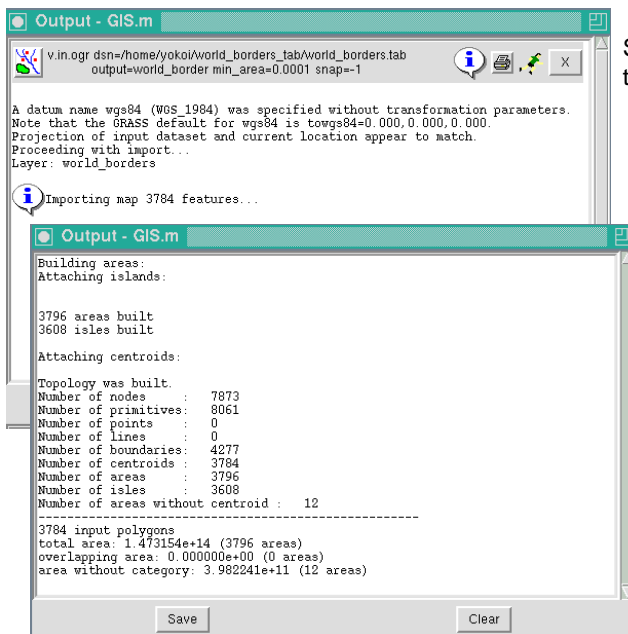 Output - GIS.m
v.in.ogr dsn=/home/yokoi/world_borders_tab/world_borders.tab
output=world_border min_area=0.0001 snap=-1
X
A datum name wgs84 (WGS_1984) was specified without transformation parameters.
Note that the GRASS default for wgs84 is towgs84=0.000,0.000,0.000.
Projection of input dataset and current location appear to match.
Proceeding with import...
Layer: world_borders
Importing map 3784 features...
Output - GIS.m
Building areas:
Attaching islands:
3796 areas built
3608 isles built
Attaching centroids:
Topology was built.
Number of nodes : 7873
Number of primitives: 8061
Number of points : 0
Number of lines : 0
Number of boundaries: 4277
Number of centroids : 3784
Number of areas : 3796
Number of isles : 3608
Number of areas without centroid : 12
-----------------------------------------------------
3784 input polygons
total area: 1.473154e+14 (3796 areas)
overlapping area: 0.000000e+00 (0 areas)
area without category: 3.982241e+11 (12 areas)
Save
Clear